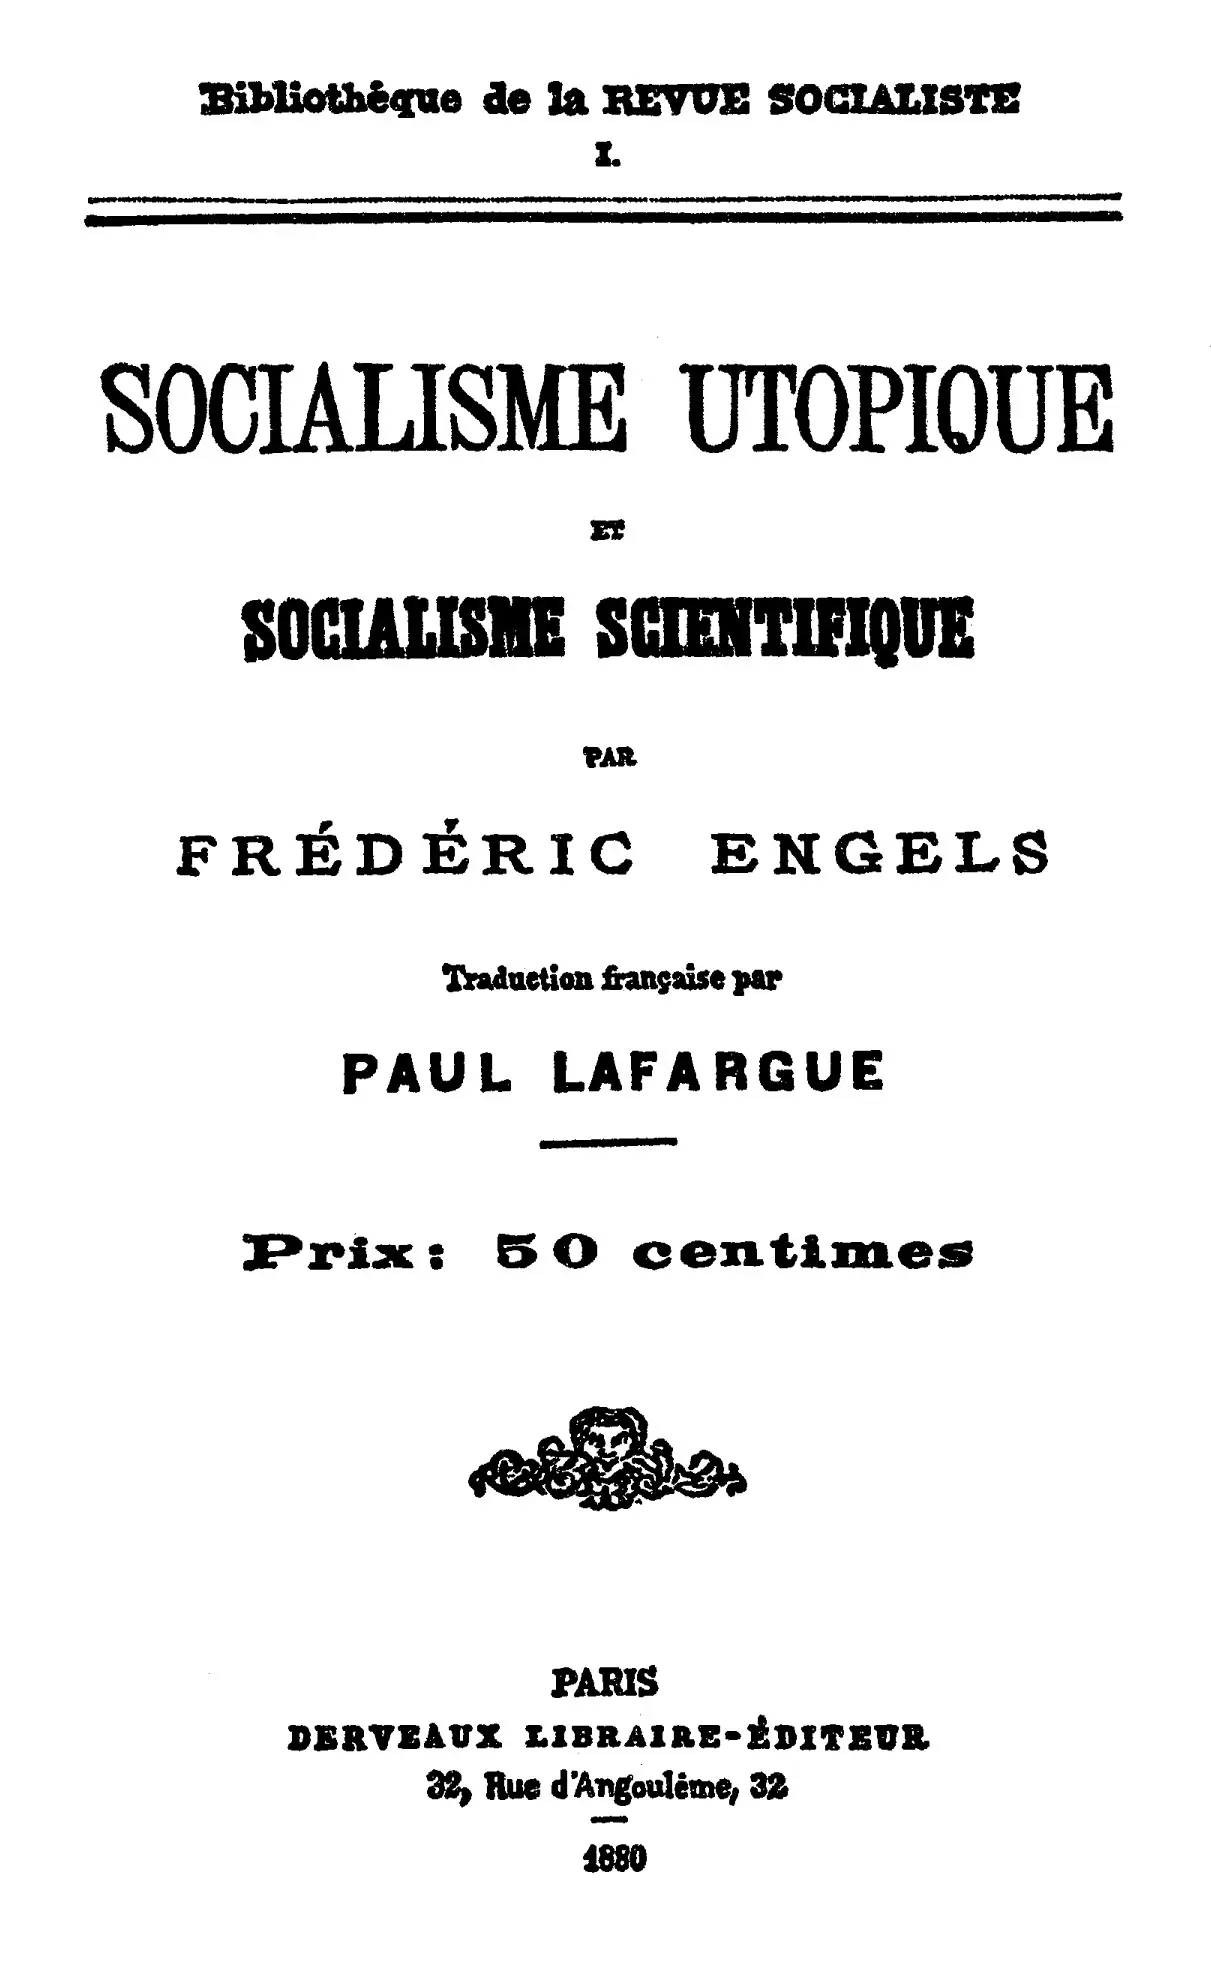 Bibliothèque de la REVUE SOCIALISTE
I.
SOCIALISME UTOPIQUE
ET
SOCIALISME SCIENTIFIQUE
PAR
FRÉDÉRIC ENGELS
Traduction française par
PAUL LAFARGUE
Prix : 50 centimes
PARIS
DERVEAUX LIBRAIRE-ÉDITEUR
32, Rue d'Angoulême, 32
1880